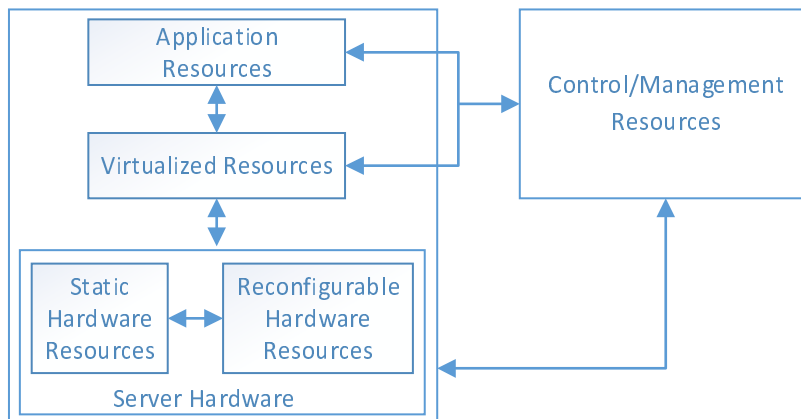 Application
Resources
Control/Management
Resources
Virtualized Resources
Static
Hardware
Resources
Reconfigurable
Hardware
Resources
Server Hardware